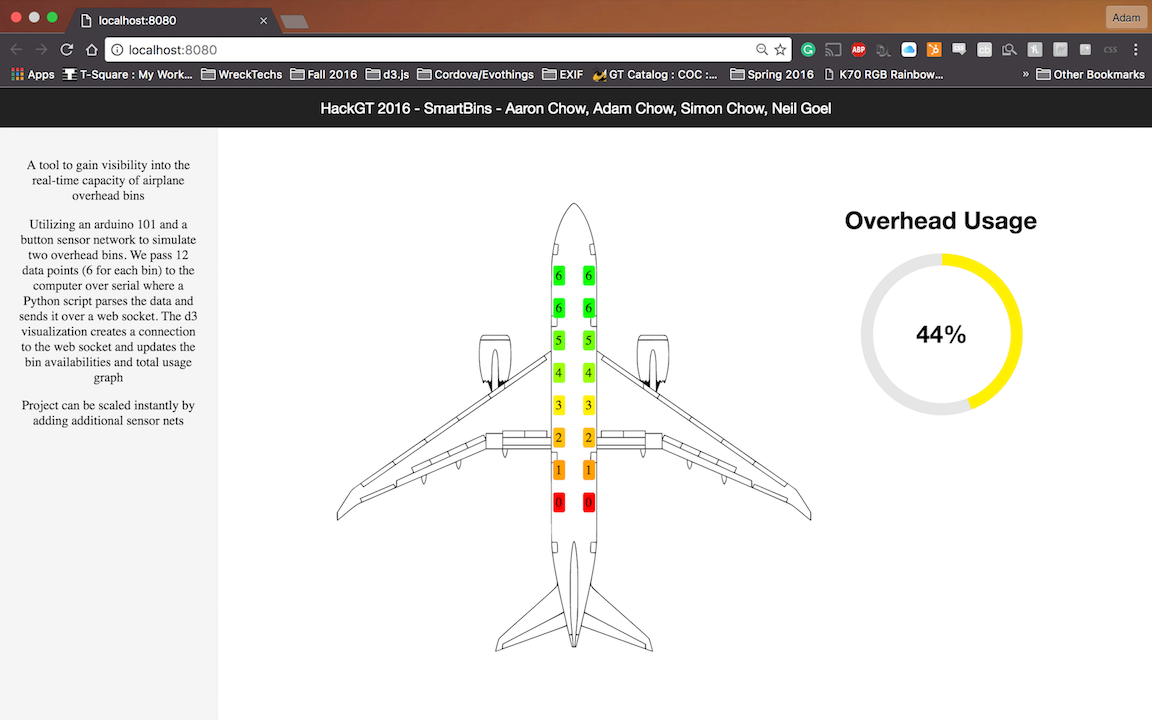 localhost:8080
Adam
localhost:8080
Apps T-Square : My Work... WreckTechs Fall 2016 d3.js Cordova/Evothings EXIF GT Catalog : COC :... Spring 2016 K70 RGB Rainbow... » Other Bookmarks
HackGT 2016 - SmartBins - Aaron Chow, Adam Chow, Simon Chow, Neil Goel
A tool to gain visibility into the
real-time capacity of airplane
overhead bins
Utilizing an arduino 101 and a
button sensor network to simulate
two overhead bins. We pass 12
data points (6 for each bin) to the
computer over serial where a
Python script parses the data and
sends it over a web socket. The d3
visualization creates a connection
to the web socket and updates the
bin availabilities and total usage
graph
Project can be scaled instantly by
adding additional sensor nets
6 6
6 6
5 5
4 4
3 3
2 2
1 1
0 0
Overhead Usage
44%